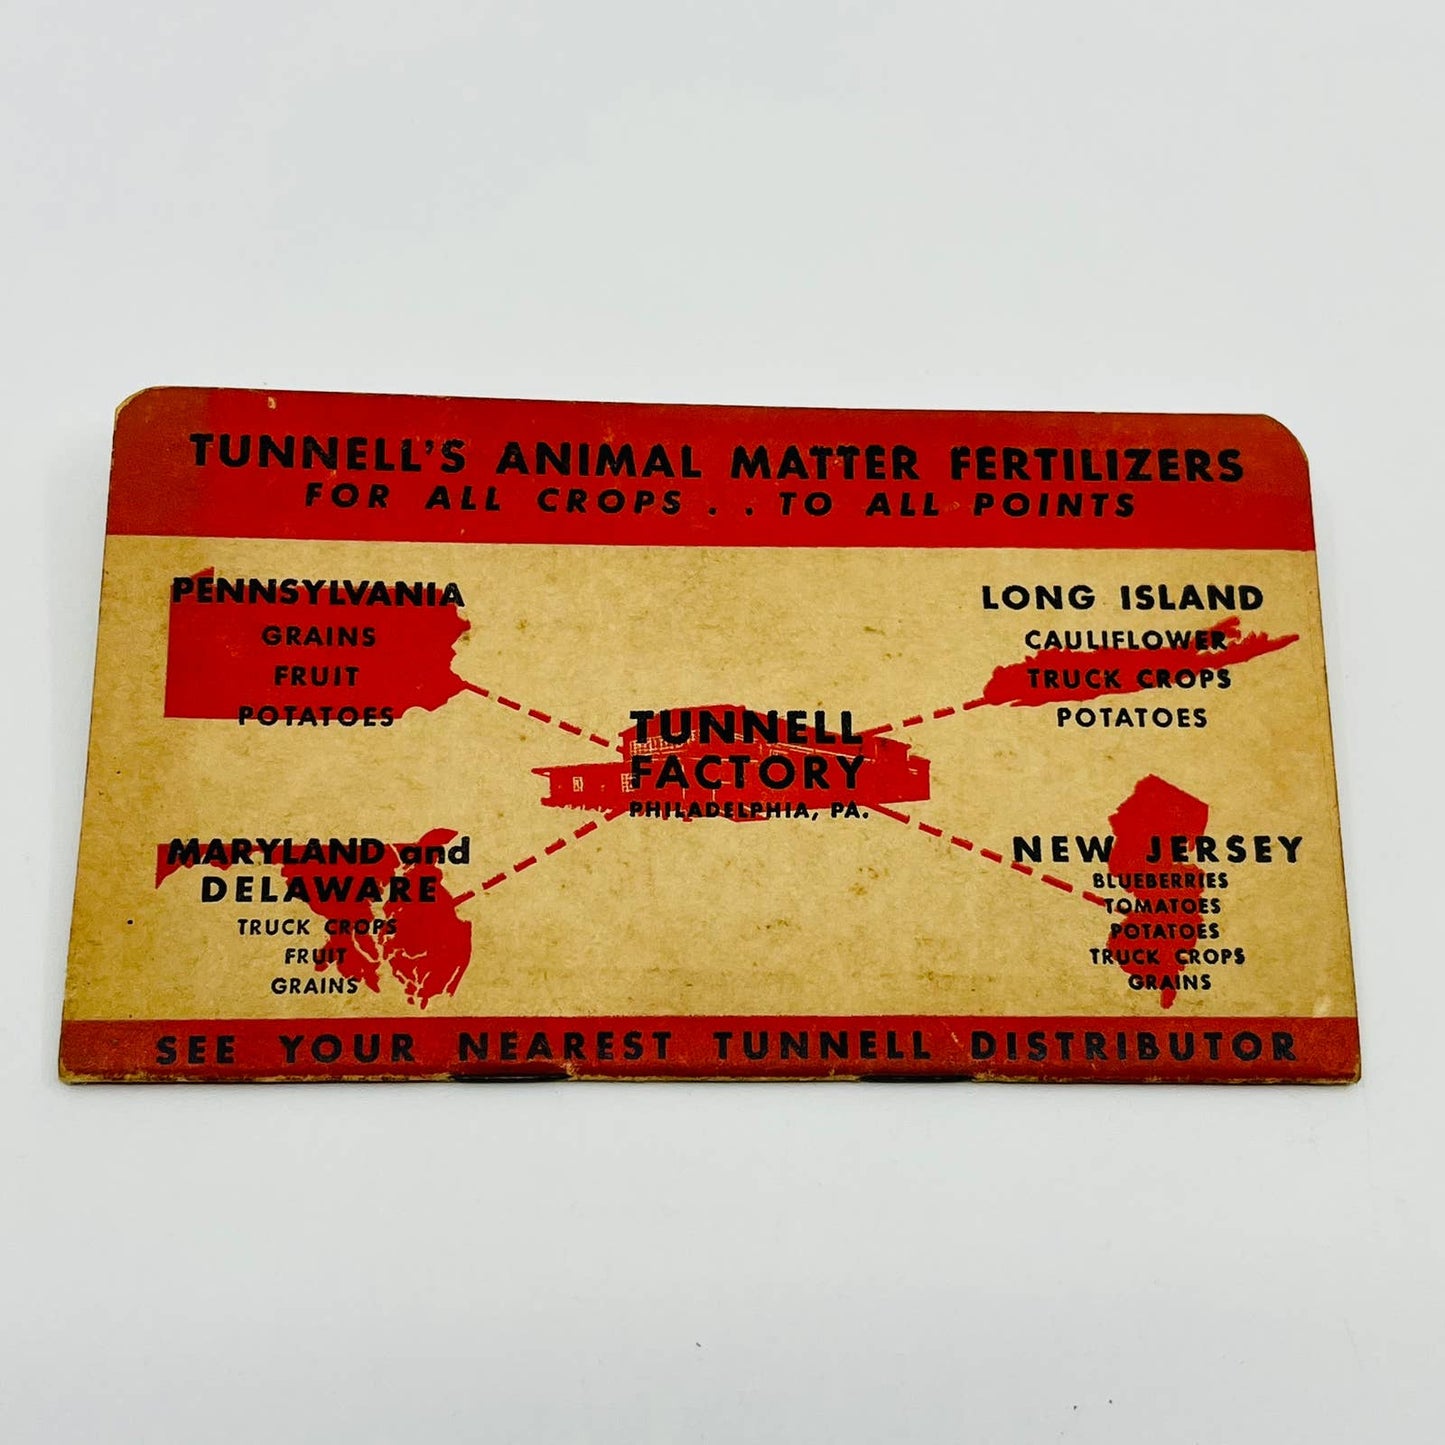 TUNNELL'S ANIMAL MATTER FERTILIZERS
FOR ALL CROPS . . TO ALL POINTS
PENNSYLVANIA
GRAINS
FRUIT
POTATOES
LONG ISLAND
CAULIFLOWER
TRUCK CROPS
POTATOES
TUNNELL
FACTORY
PHILADELPHIA, PA.
MARYLAND and
DELAWARE
TRUCK CROPS
FRUIT
GRAINS
NEW JERSEY
BLUEBERRIES
TOMATOES
POTATOES
TRUCK CROPS
GRAINS
SEE YOUR NEAREST TUNNELL DISTRIBUTOR